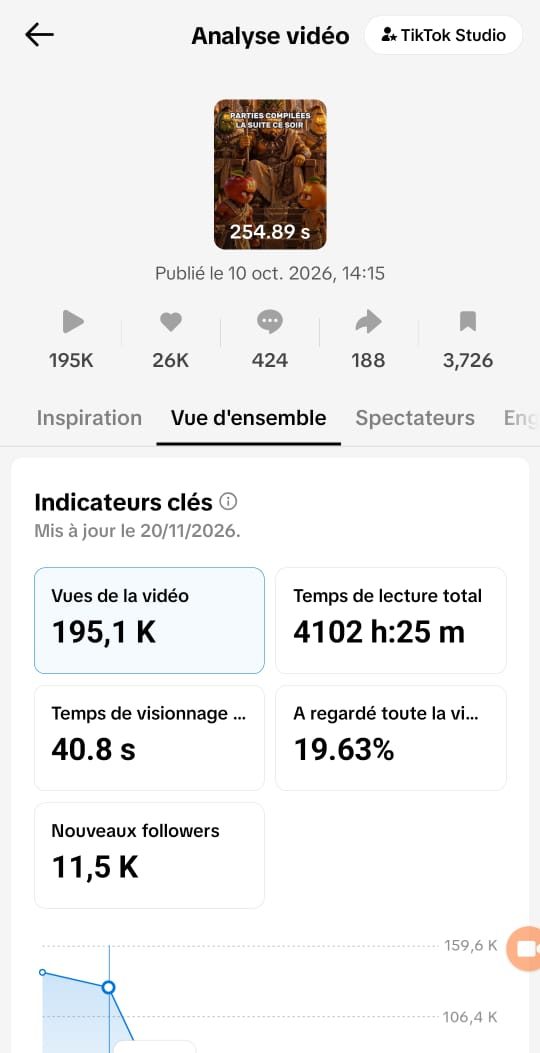 Analyse vidéo
TikTok Studio
PARTIES COMPILÉES
LA SUITE CE SOIR
254.89 s
Publié le 10 oct. 2026, 14:15
195K
26K
424
188
3,726
Inspiration
Vue d'ensemble
Spectateurs
Eng
Indicateurs clés
Mis à jour le 20/11/2026.
Vues de la vidéo
195,1 K
Temps de lecture total
4102 h:25 m
Temps de visionnage ...
40.8 s
A regardé toute la vi...
19.63%
Nouveaux followers
11,5 K
159,6 K
106,4 K